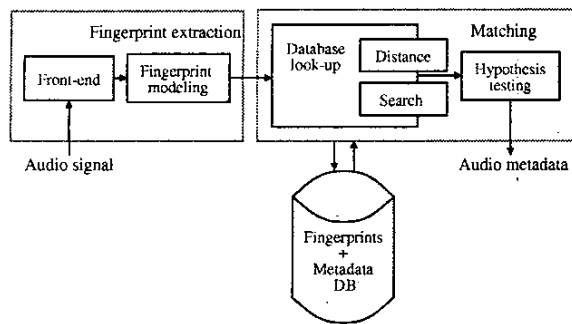 Fingerprint extraction
Front-end
Fingerprint
modeling
Audio signal
Matching
Database
look-up
Distance
Search
Hypothesis
testing
Audio metadata
Fingerprints
+
Metadata
DB